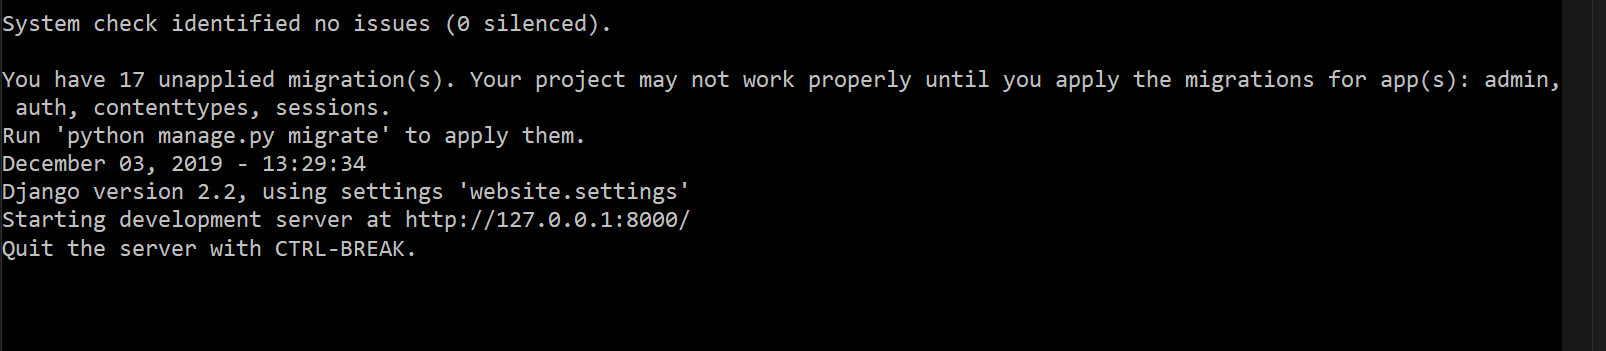 System check identified no issues (0 silenced).
You have 17 unapplied migration(s). Your project may not work properly until you apply the migrations for app(s): admin,
 auth, contenttypes, sessions.
Run 'python manage.py migrate' to apply them.
December 03, 2019 - 13:29:34
Django version 2.2, using settings 'website.settings'
Starting development server at http://127.0.0.1:8000/
Quit the server with CTRL-BREAK.